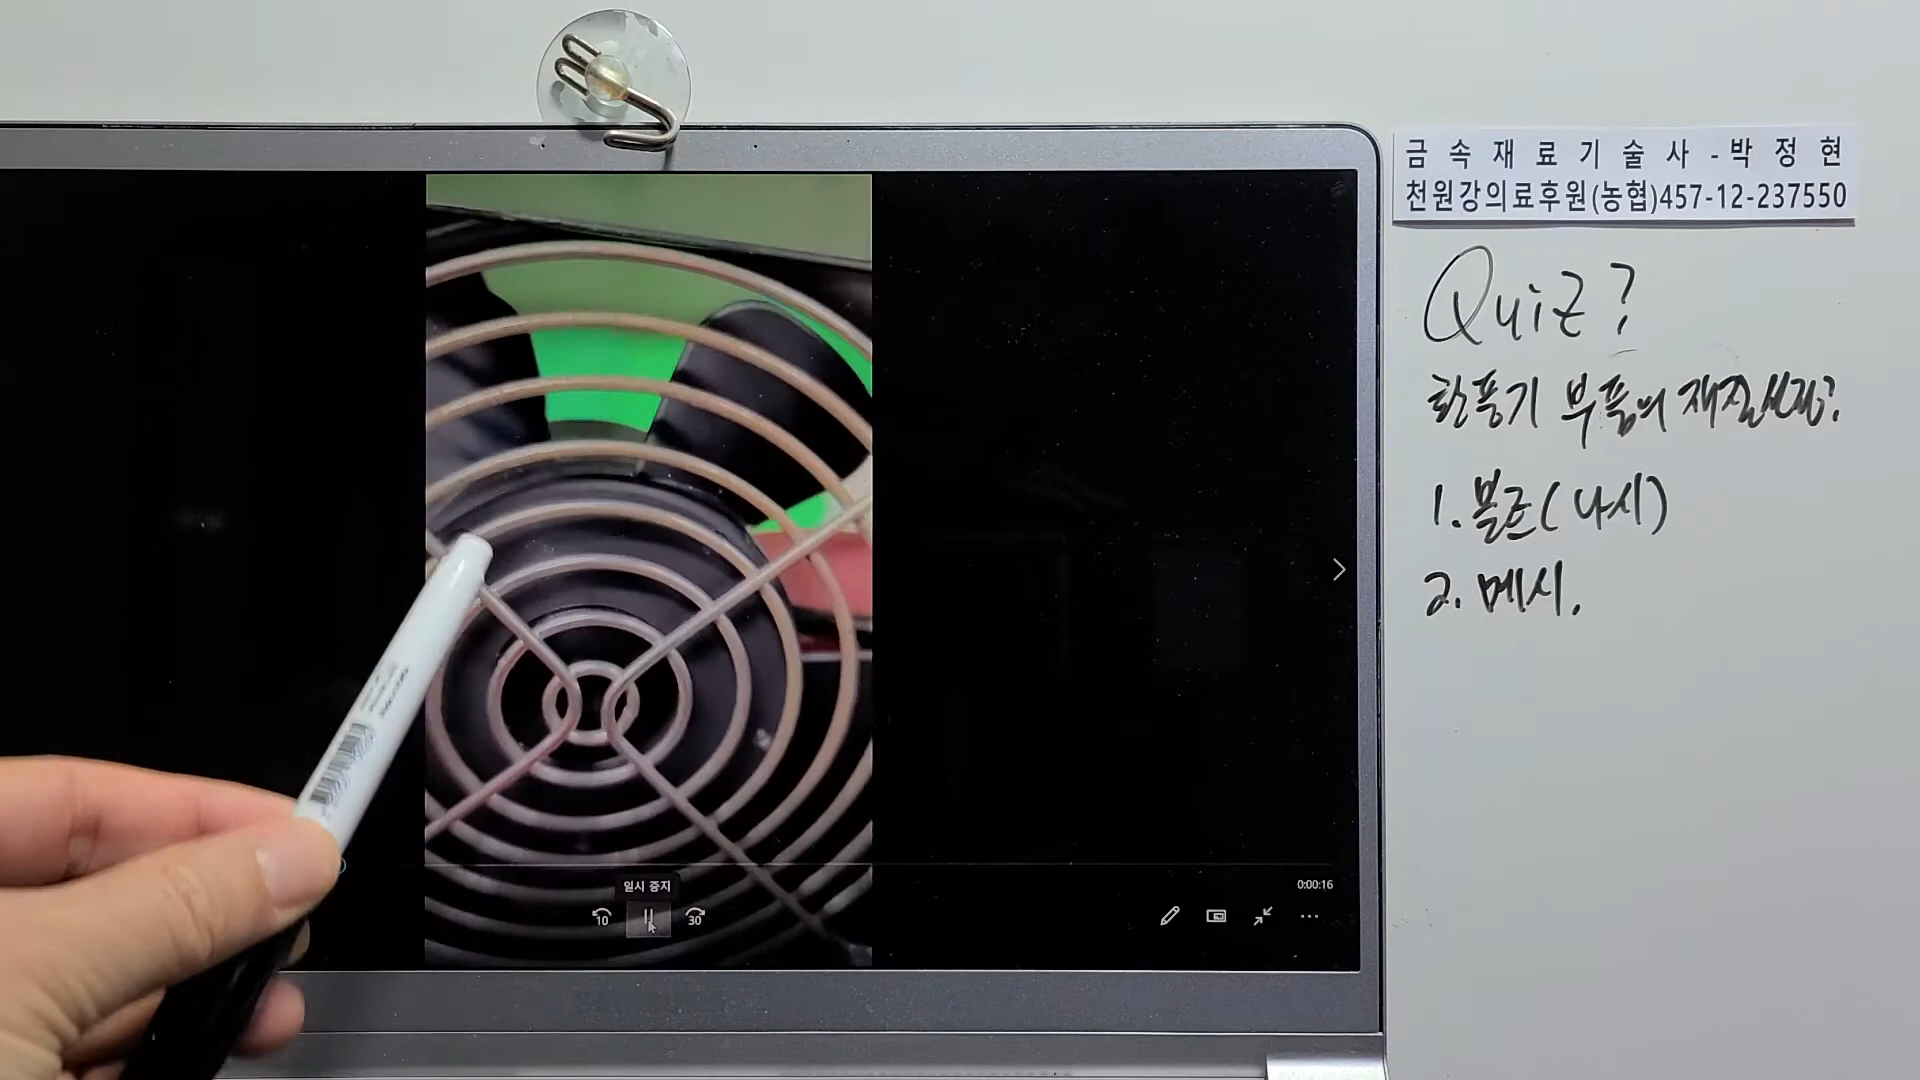 금속재료기술사-박정현
천원강의료후원(농협)457-12-237550
Quiz?
환풍기 부품의 재질선정?
1. 볼트(나사)
2. 메시.
일시 중지
10
30
0:00:16